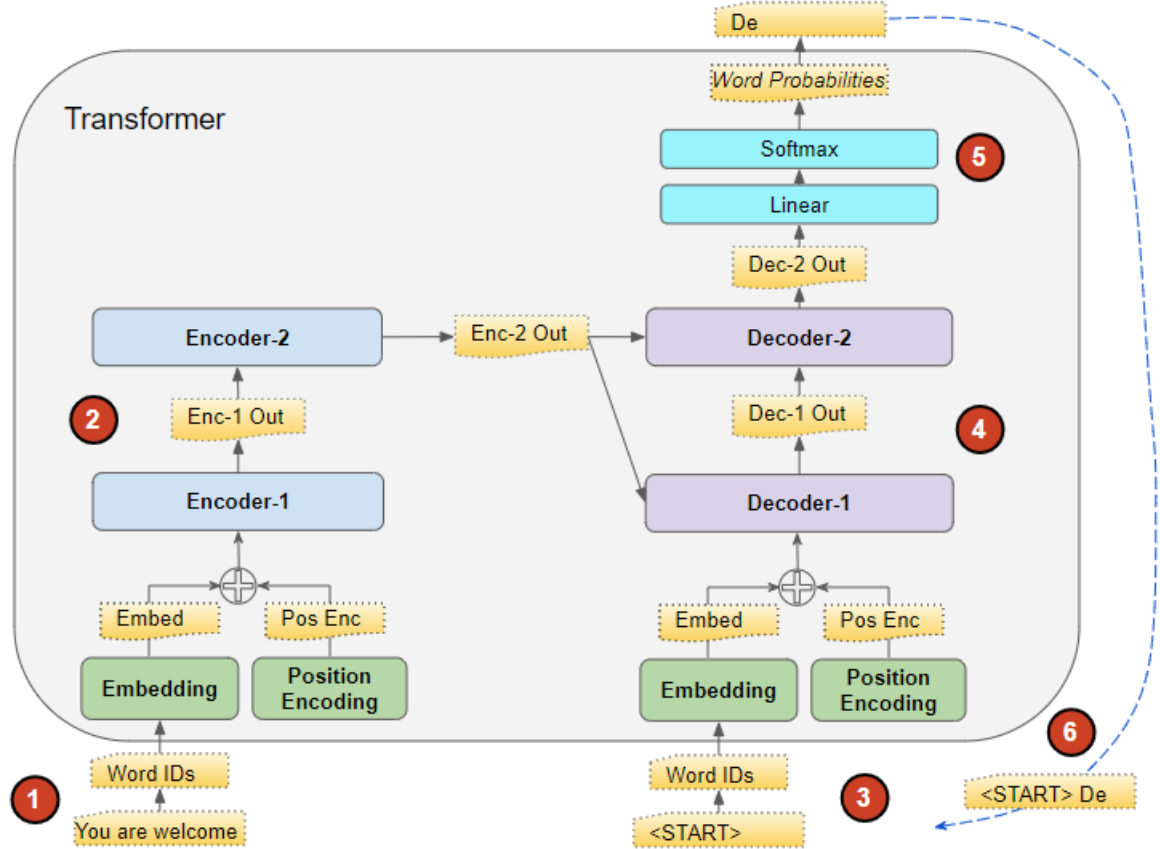 De
Word Probabilities
Transformer
Softmax
5
Linear
Dec-2 Out
Encoder-2
Enc-2 Out
Decoder-2
2
Enc-1 Out
Dec-1 Out
4
Encoder-1
Decoder-1
Embed
Pos Enc
Embed
Pos Enc
Embedding
Position
Encoding
Embedding
Position
Encoding
6
Word IDs
Word IDs
1
3
<START> De
You are welcome
<START>